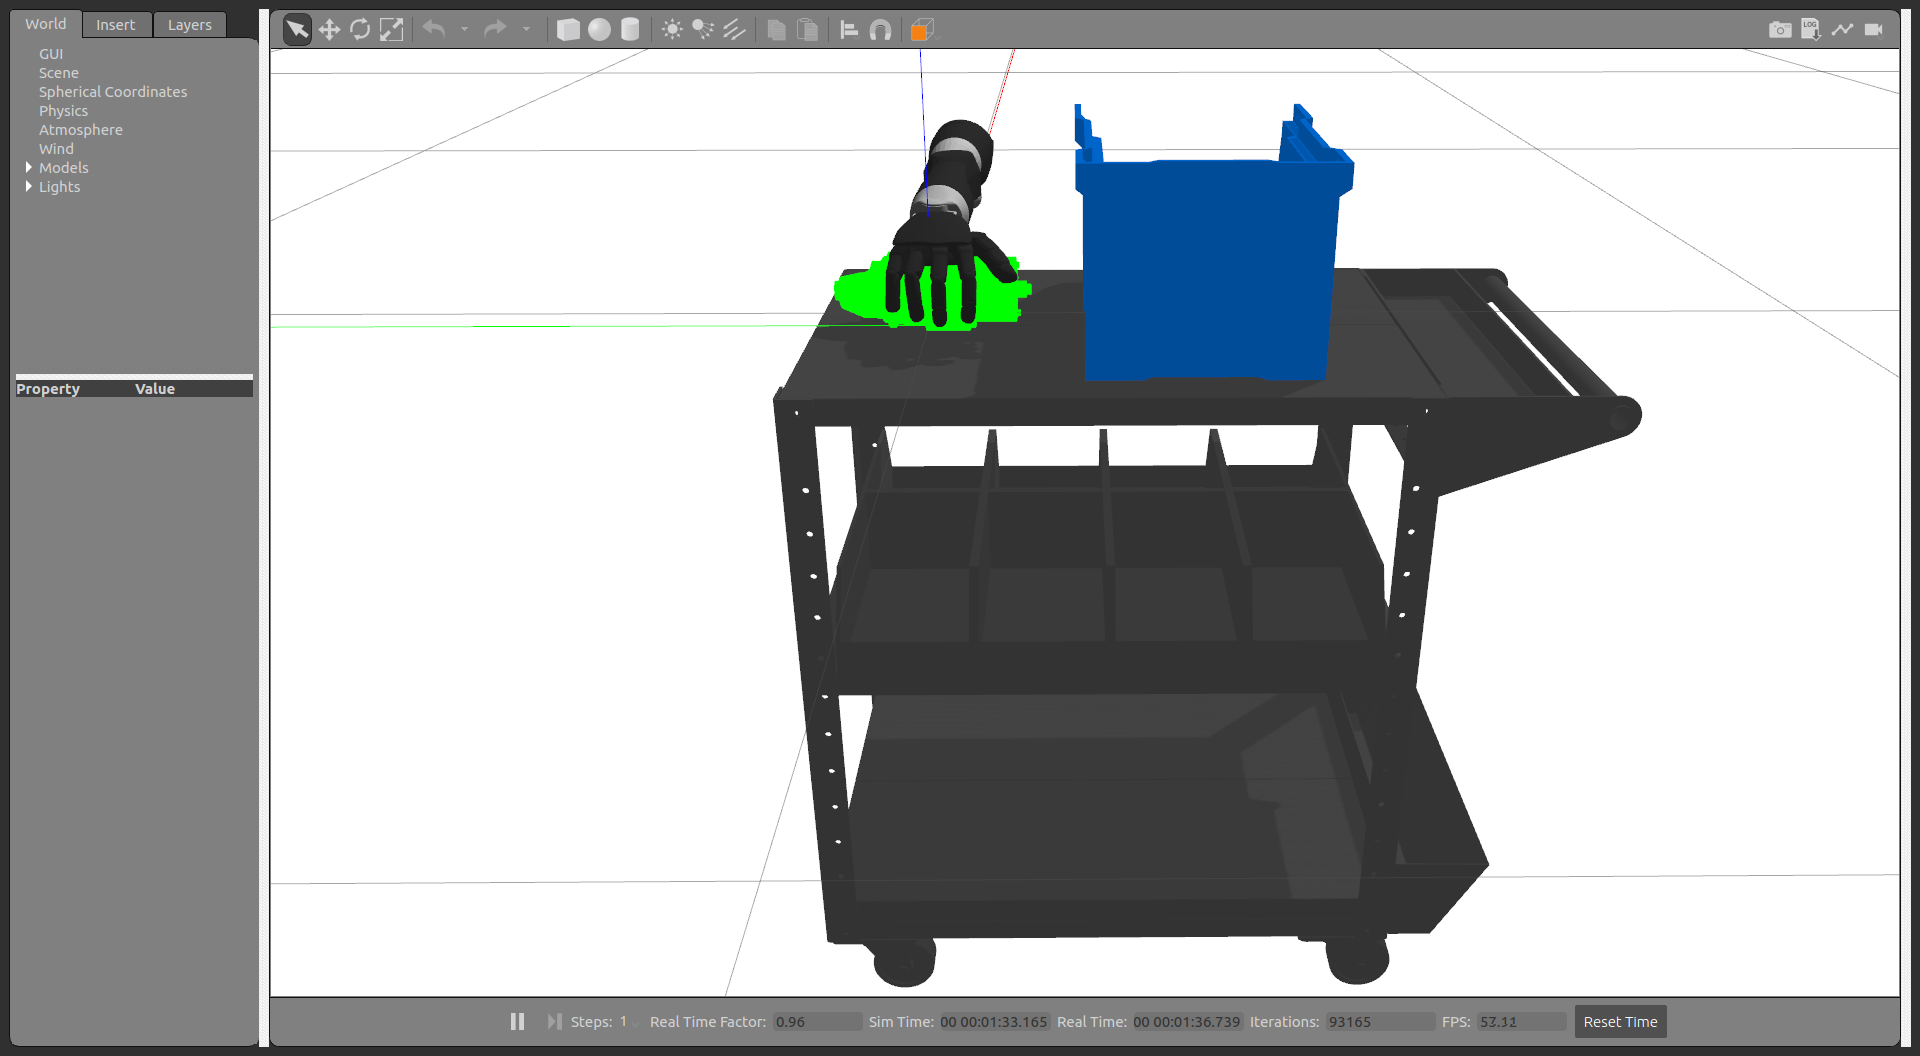 World Insert Layers
GUI
Scene
Spherical Coordinates
Physics
Atmosphere
Wind
Models
Lights
Property Value
LOG
Steps: 1 Real Time Factor: 0.96 Sim Time: 00 00:01:33.165 Real Time: 00 00:01:36.739 Iterations: 93165 FPS: Reset Time